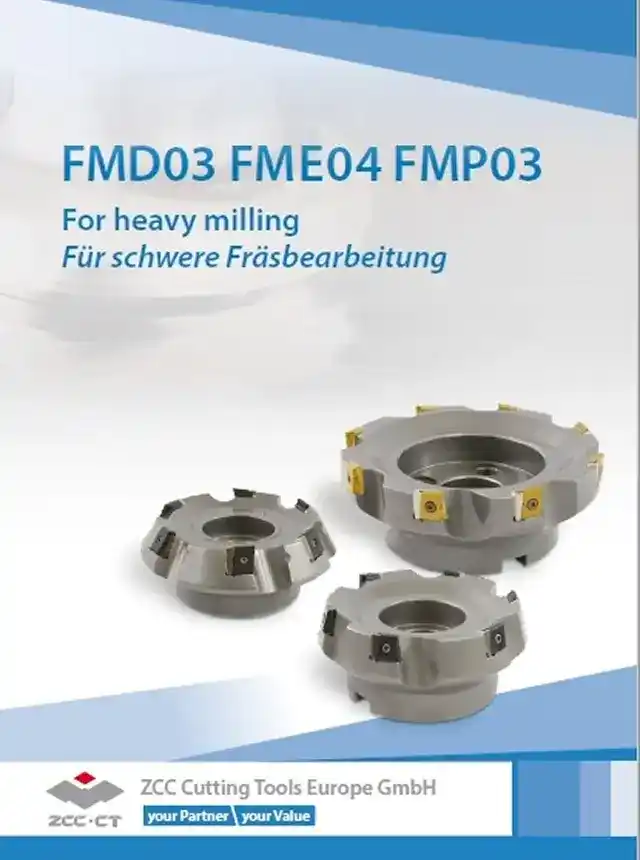 FMD03 FME04 FMP03
For heavy milling
Für schwere Fräsbearbeitung
ZCC Cutting Tools Europe GmbH
your Partner \ your Value
ZCC·CT